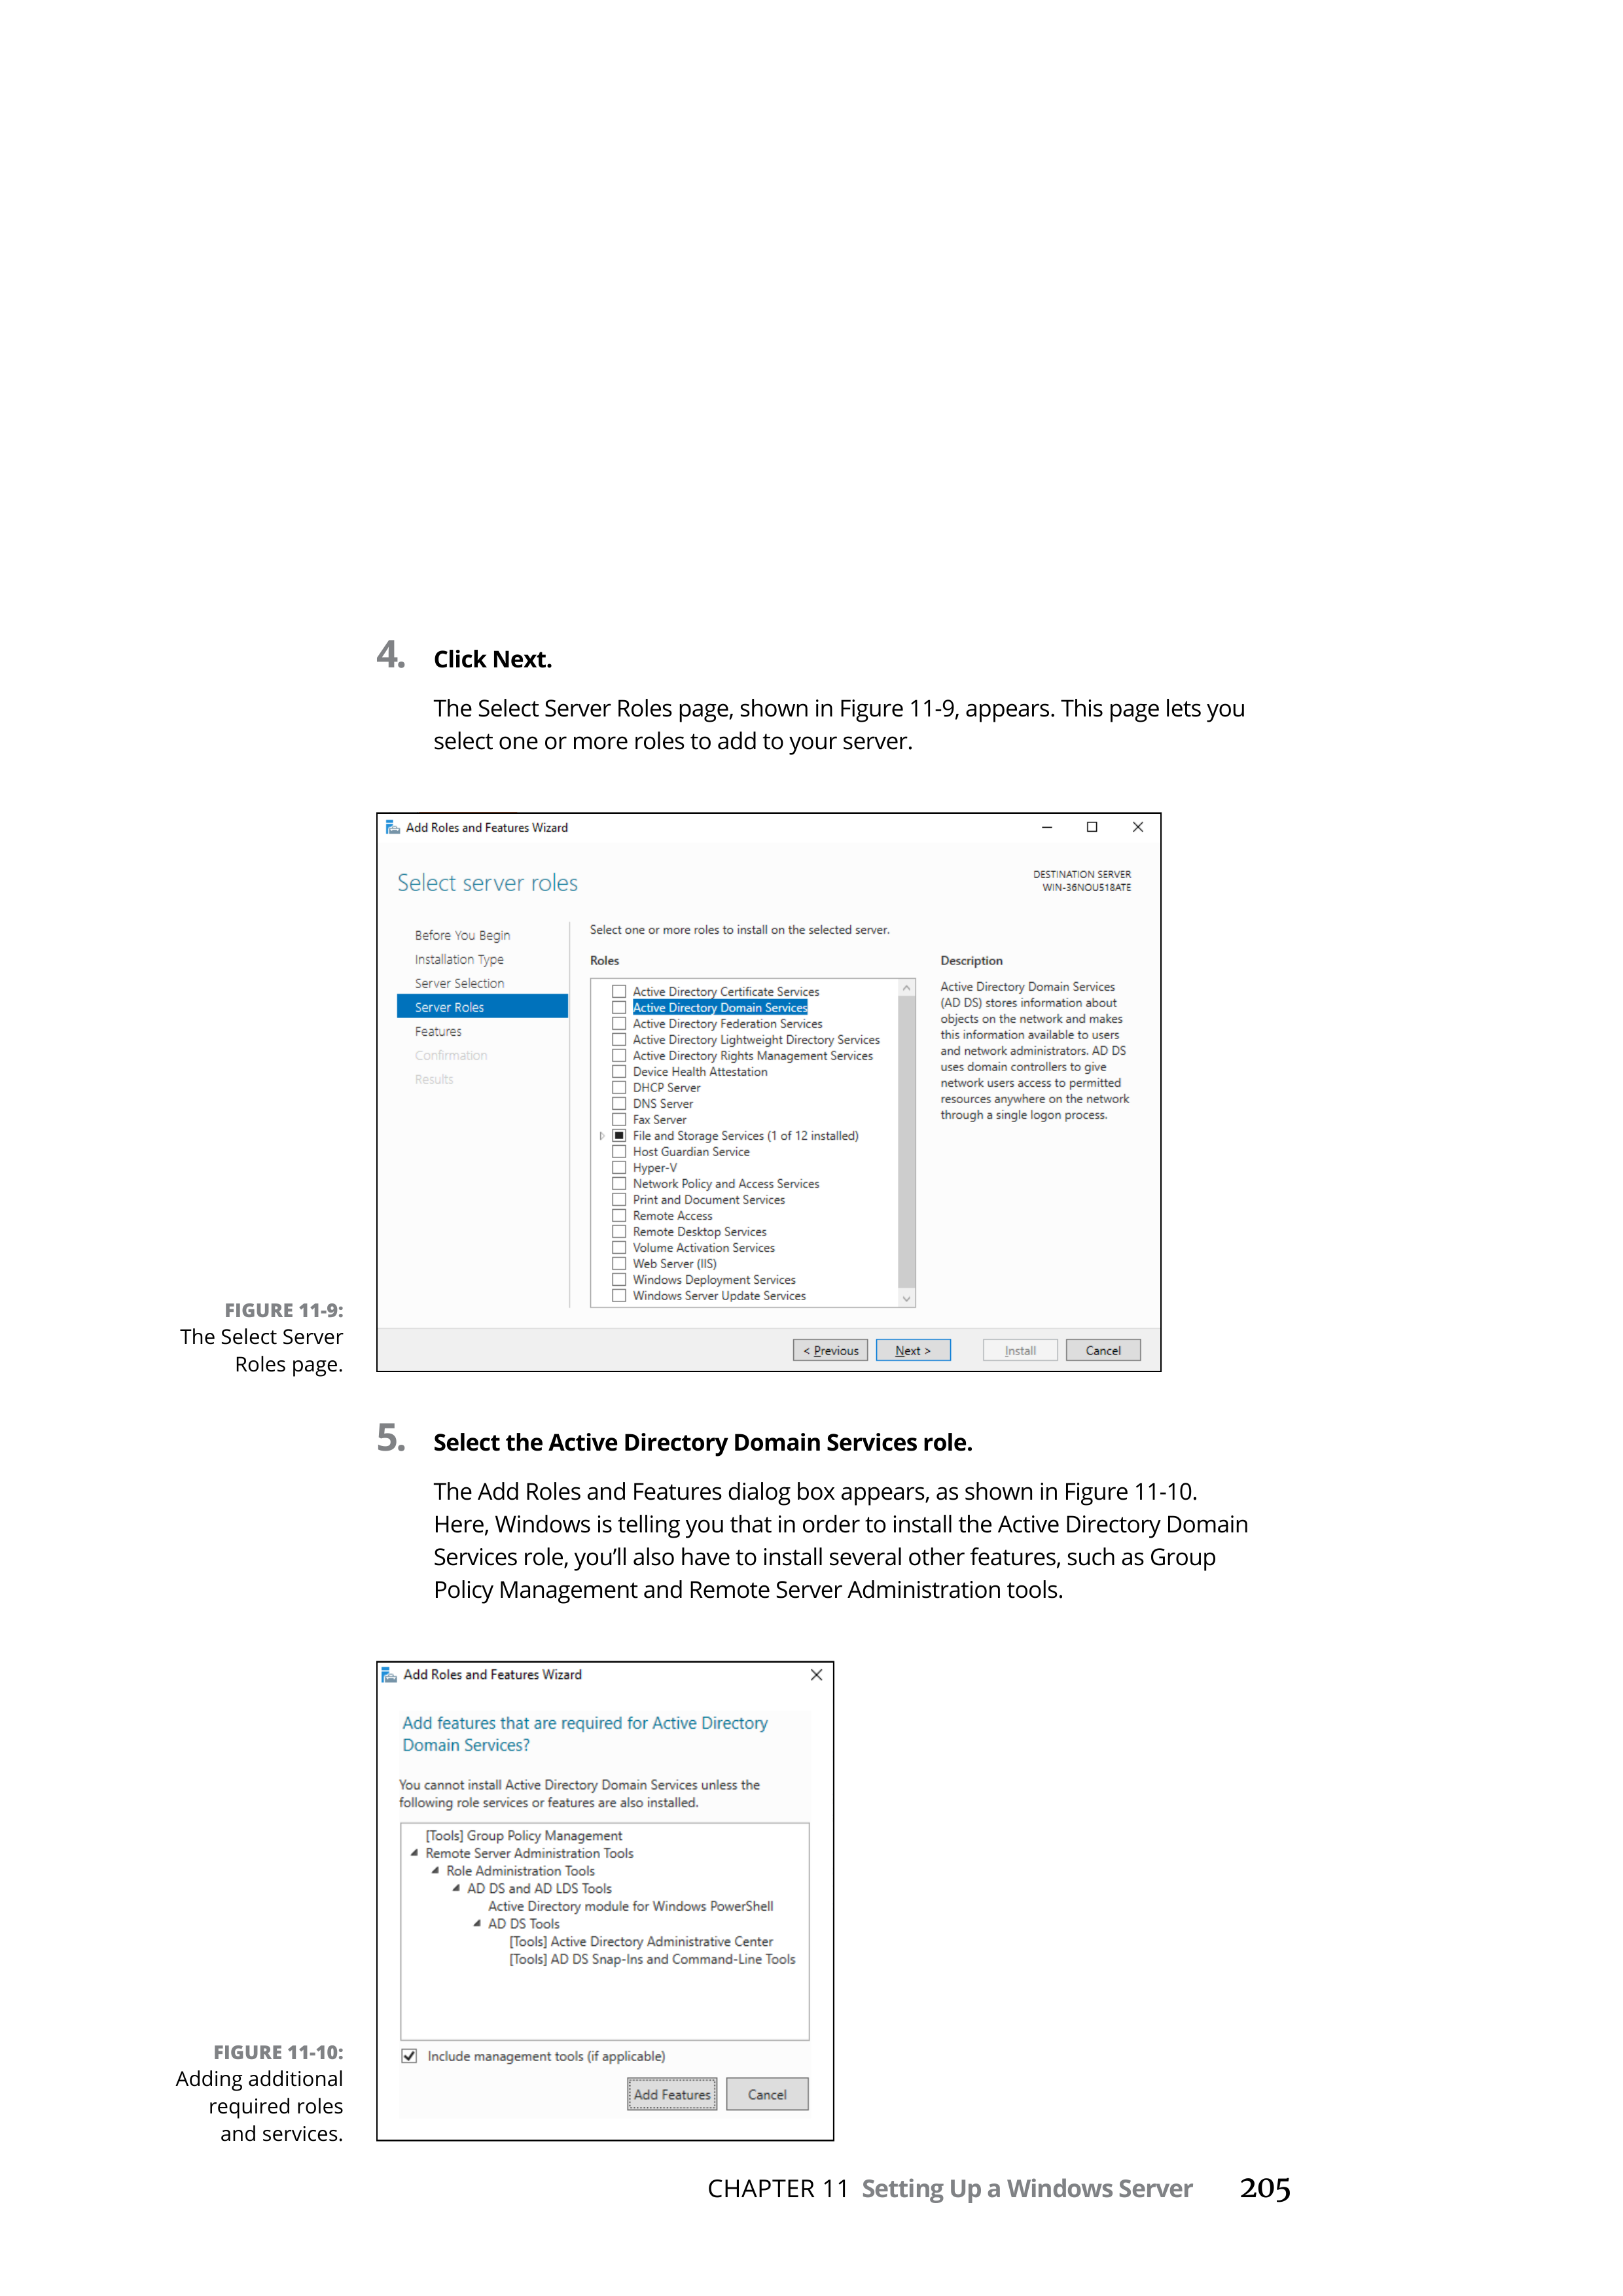 4. Click Next.
The Select Server Roles page, shown in Figure 11-9, appears. This page lets you
select one or more roles to add to your server.
Add Roles and Features Wizard
Select server roles
DESTINATION SERVER
WIN-36NOU518ATE
Before You Begin
Installation Type
Server Selection
Server Roles
Features
Confirmation
Results
Select one or more roles to install on the selected server.
Roles
Active Directory Certificate Services
Active Directory Domain Services
Active Directory Federation Services
Active Directory Lightweight Directory Services
Active Directory Rights Management Services
Device Health Attestation
DHCP Server
DNS Server
Fax Server
File and Storage Services (1 of 12 installed)
Host Guardian Service
Hyper-V
Network Policy and Access Services
Print and Document Services
Remote Access
Remote Desktop Services
Volume Activation Services
Web Server (IIS)
Windows Deployment Services
Windows Server Update Services
Description
Active Directory Domain Services
(AD DS) stores information about
objects on the network and makes
this information available to users
and network administrators. AD DS
uses domain controllers to give
network users access to permitted
resources anywhere on the network
through a single logon process.
< Previous
Next >
Install
Cancel
FIGURE 11-9:
The Select Server
Roles page.
5. Select the Active Directory Domain Services role.
The Add Roles and Features dialog box appears, as shown in Figure 11-10.
Here, Windows is telling you that in order to install the Active Directory Domain
Services role, you’ll also have to install several other features, such as Group
Policy Management and Remote Server Administration tools.
Add Roles and Features Wizard
Add features that are required for Active Directory
Domain Services?
You cannot install Active Directory Domain Services unless the
following role services or features are also installed.
[Tools] Group Policy Management
Remote Server Administration Tools
Role Administration Tools
AD DS and AD LDS Tools
Active Directory module for Windows PowerShell
AD DS Tools
[Tools] Active Directory Administrative Center
[Tools] AD DS Snap-Ins and Command-Line Tools
Include management tools (if applicable)
Add Features
Cancel
FIGURE 11-10:
Adding additional
required roles
and services.
CHAPTER 11 Setting Up a Windows Server 205